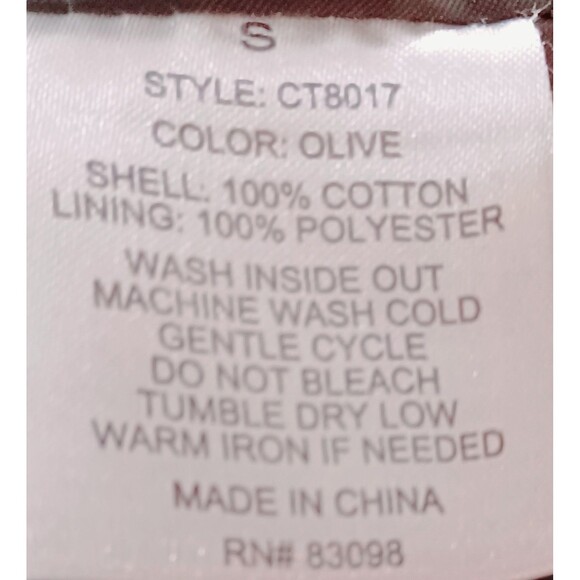 S
STYLE: CT8017
COLOR: OLIVE
SHELL: 100% COTTON
LINING: 100% POLYESTER
WASH INSIDE OUT
MACHINE WASH COLD
GENTLE CYCLE
DO NOT BLEACH
TUMBLE DRY LOW
WARM IRON IF NEEDED
MADE IN CHINA
RN# 83098